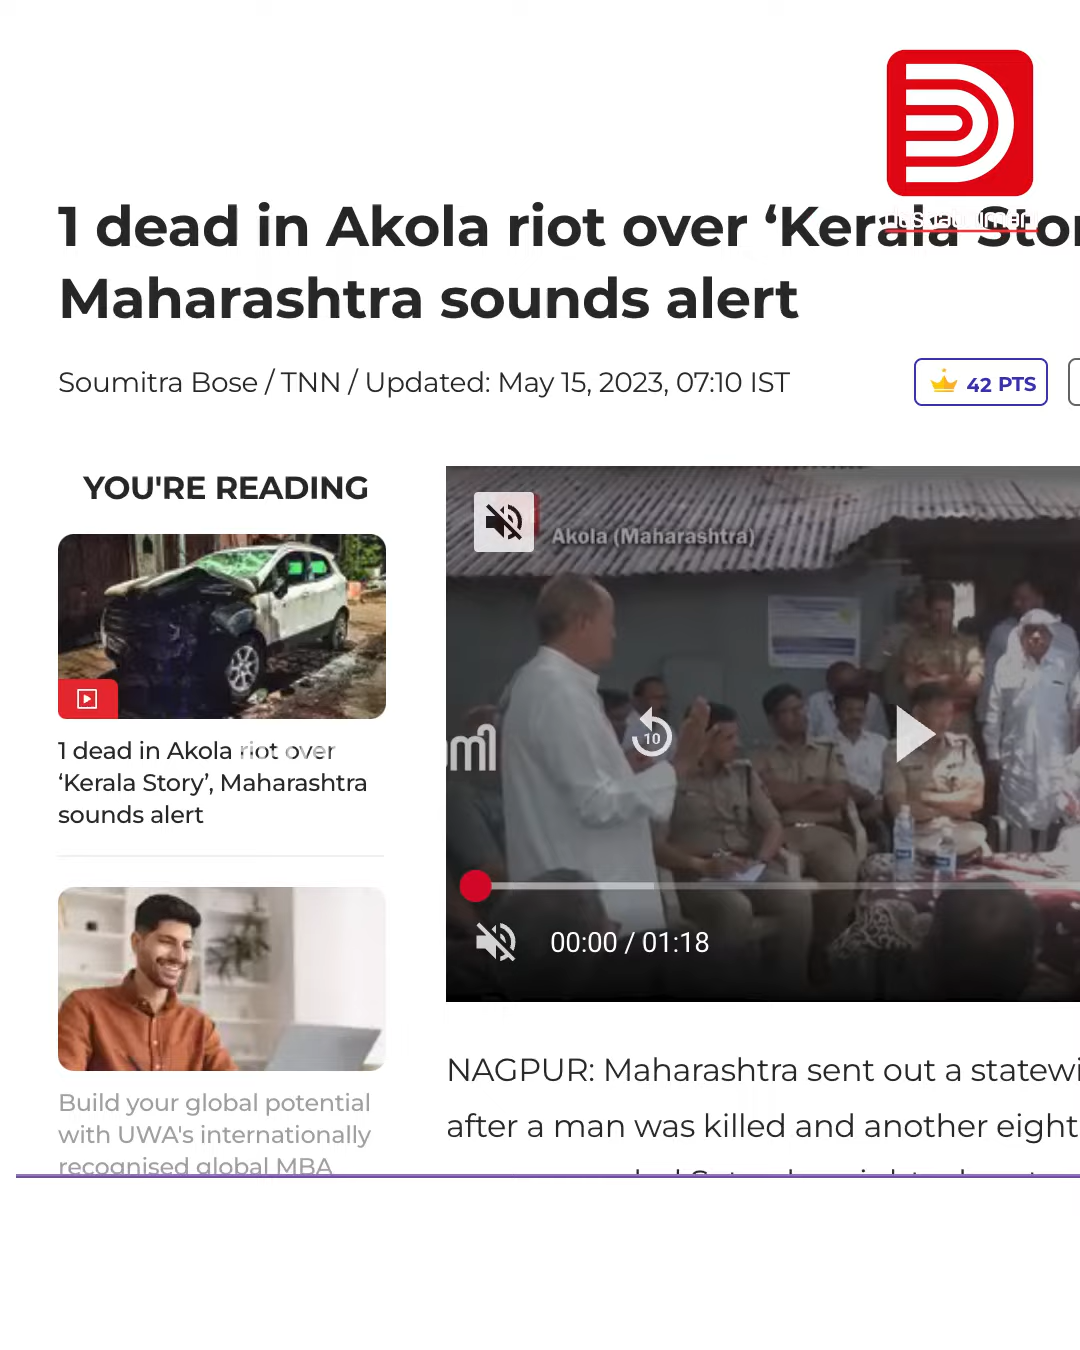 1 dead in Akola riot over ‘Kerala Stor
Maharashtra sounds alert
Soumitra Bose / TNN / Updated: May 15, 2023, 07:10 IST
42 PTS
YOU'RE READING
Akola (Maharashtra)
1 dead in Akola riot over
‘Kerala Story’, Maharashtra
sounds alert
നി
10
00:00 / 01:18
Build your global potential
with UWA's internationally
recognised global MBA
NAGPUR: Maharashtra sent out a statewi
after a man was killed and another eight